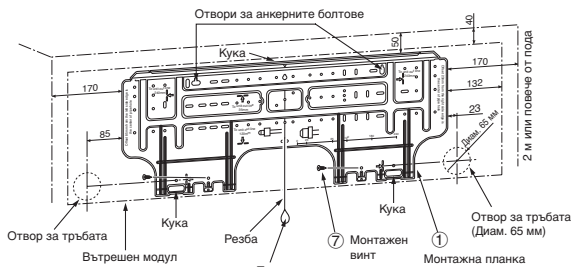 Отвори за анкерните болтове
Кука
40
50
170
170
132
23
2 м или повече от пода
85
Диам. 65 мм
Отвор за тръбата
Кука
Кука
Отвор за тръбата
(Диам. 65 мм)
Вътрешен модул
Резба
⑦ Монтажен
винт
①
Монтажна планка